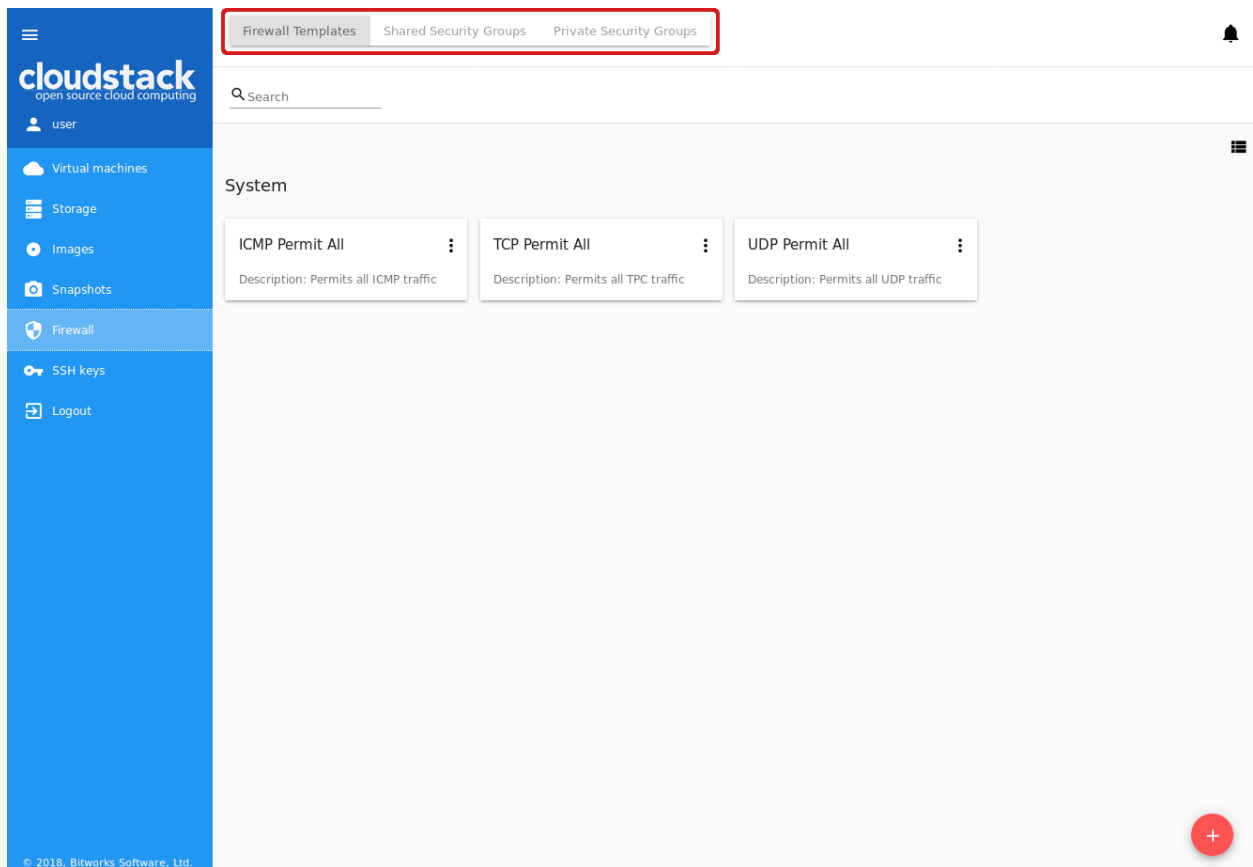 Firewall Templates Shared Security Groups Private Security Groups
cloudstack
open source cloud computing
user
Search
Virtual machines
Storage
Images
Snapshots
Firewall
SSH keys
Logout
System
ICMP Permit All
Description: Permits all ICMP traffic
TCP Permit All
Description: Permits all TPC traffic
UDP Permit All
Description: Permits all UDP traffic
© 2018, Bitworks Software, Ltd.